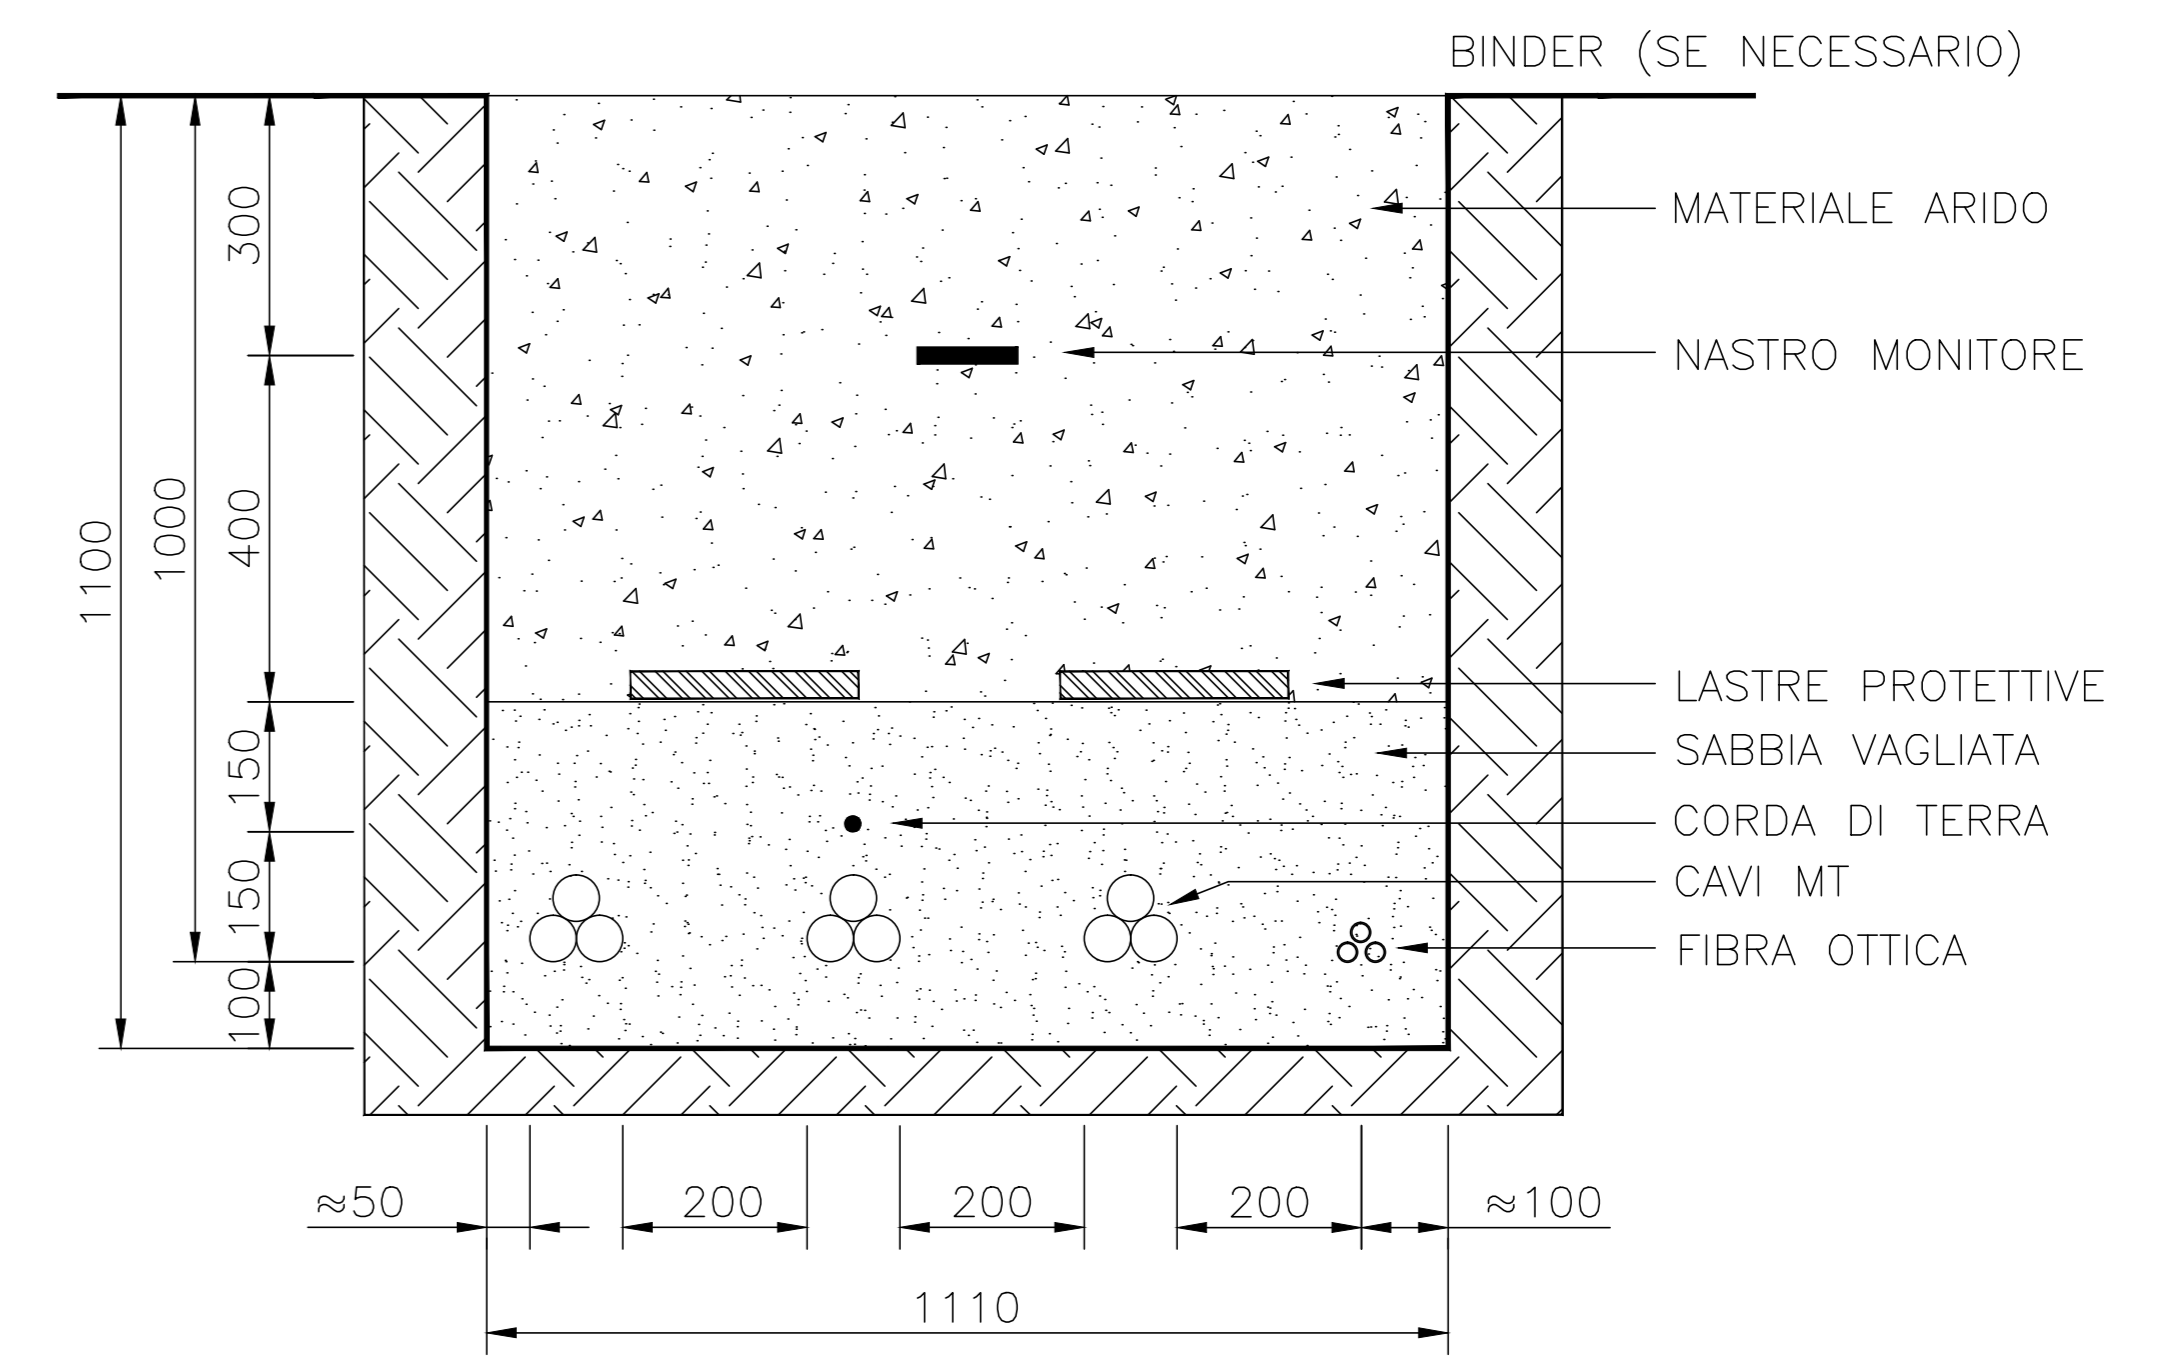 BINDER (SE NECESSARIO)
MATERIALE ARIDO
300
NASTRO MONITORE
1100
1000
400
LASTRE PROTETTIVE
150
SABBIA VAGLIATA
CORDA DI TERRA
150
CAVI MT
FIBRA OTTICA
100
≈50
200
200
200
≈100
1110